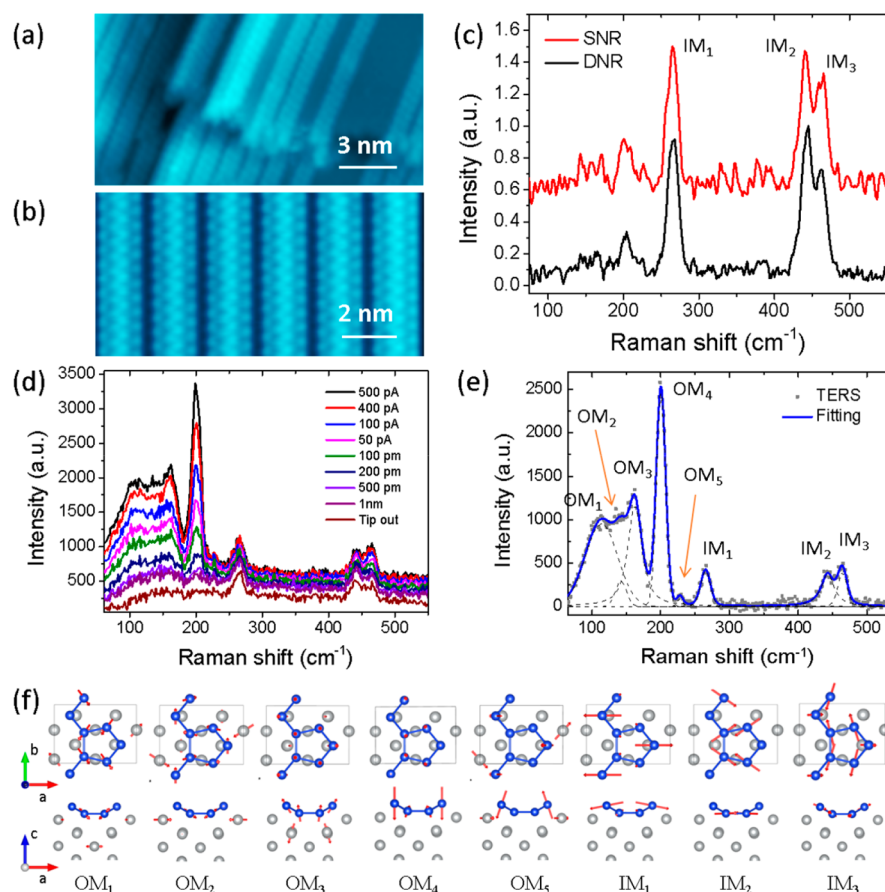 (a)
3 nm
(b)
2 nm
(c)
SNR
DNR
IM₁
IM₂
IM₃
Intensity (a.u.)
1.6
1.4
1.2
1.0
0.8
0.6
0.4
0.2
0.0
100
200
300
400
500
Raman shift (cm⁻¹)
(d)
Intensity (a.u.)
3500
3000
2500
2000
1500
1000
500
500 pA
400 pA
100 pA
50 pA
100 pm
200 pm
500 pm
1nm
Tip out
100
200
300
400
500
Raman shift (cm⁻¹)
(e)
Intensity (a.u.)
2500
2000
1500
1000
500
0
OM₁
OM₂
OM₃
OM₄
OM₅
IM₁
IM₂
IM₃
TERS
Fitting
100
200
300
400
500
Raman shift (cm⁻¹)
(f)
b
a
c
a
OM₁
OM₂
OM₃
OM₄
OM₅
IM₁
IM₂
IM₃